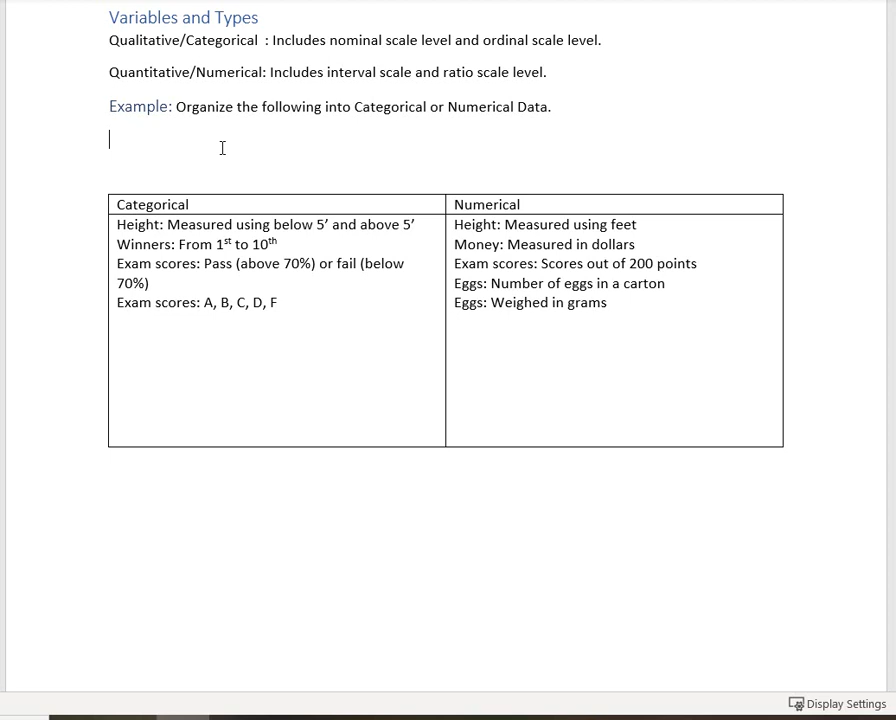 Variables and Types
Qualitative/Categorical : Includes nominal scale level and ordinal scale level.
Quantitative/Numerical: Includes interval scale and ratio scale level.
Example: Organize the following into Categorical or Numerical Data.
Categorical
Height: Measured using below 5’ and above 5’
Winners: From 1st to 10th
Exam scores: Pass (above 70%) or fail (below
70%)
Exam scores: A, B, C, D, F
Numerical
Height: Measured using feet
Money: Measured in dollars
Exam scores: Scores out of 200 points
Eggs: Number of eggs in a carton
Eggs: Weighed in grams
Display Settings